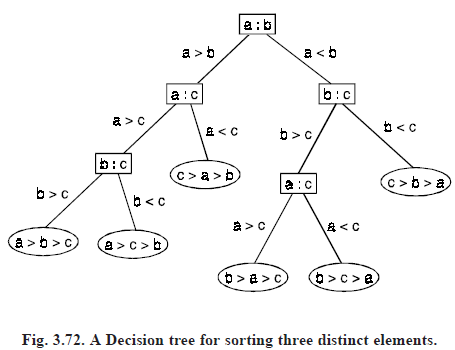 a : b
a > b
a < b
a : c
b : c
a > c
a < c
b > c
b < c
b : c
c > a > b
a : c
c > b > a
b > c
b < c
a > c
a < c
a > b > c
a > c > b
b > a > c
b > c > a
Fig. 3.72. A Decision tree for sorting three distinct elements.